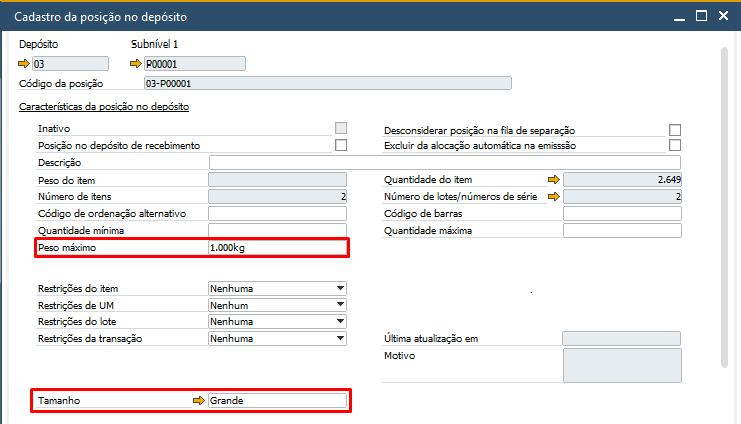 Cadastro da posição no depósito
Depósito Subnível 1
03 P00001
Código da posição 03-P00001
Características da posição no depósito
Inativo
Desconsiderar posição na fila de separação
Posição no depósito de recebimento Excluir da alocação automática na emisssão
Descrição
Peso do item Quantidade do item 2.649
Número de itens 2 Número de lotes/números de série 2
Código de ordenação alternativo Código de barras
Quantidade mínima Quantidade máxima
Peso máximo 1.000kg
Restrições do item Nenhuma
Restrições de UM Nenhum
Restrições do lote Nenhuma
Restrições da transação Nenhuma Última atualização em
Motivo
Tamanho Grande